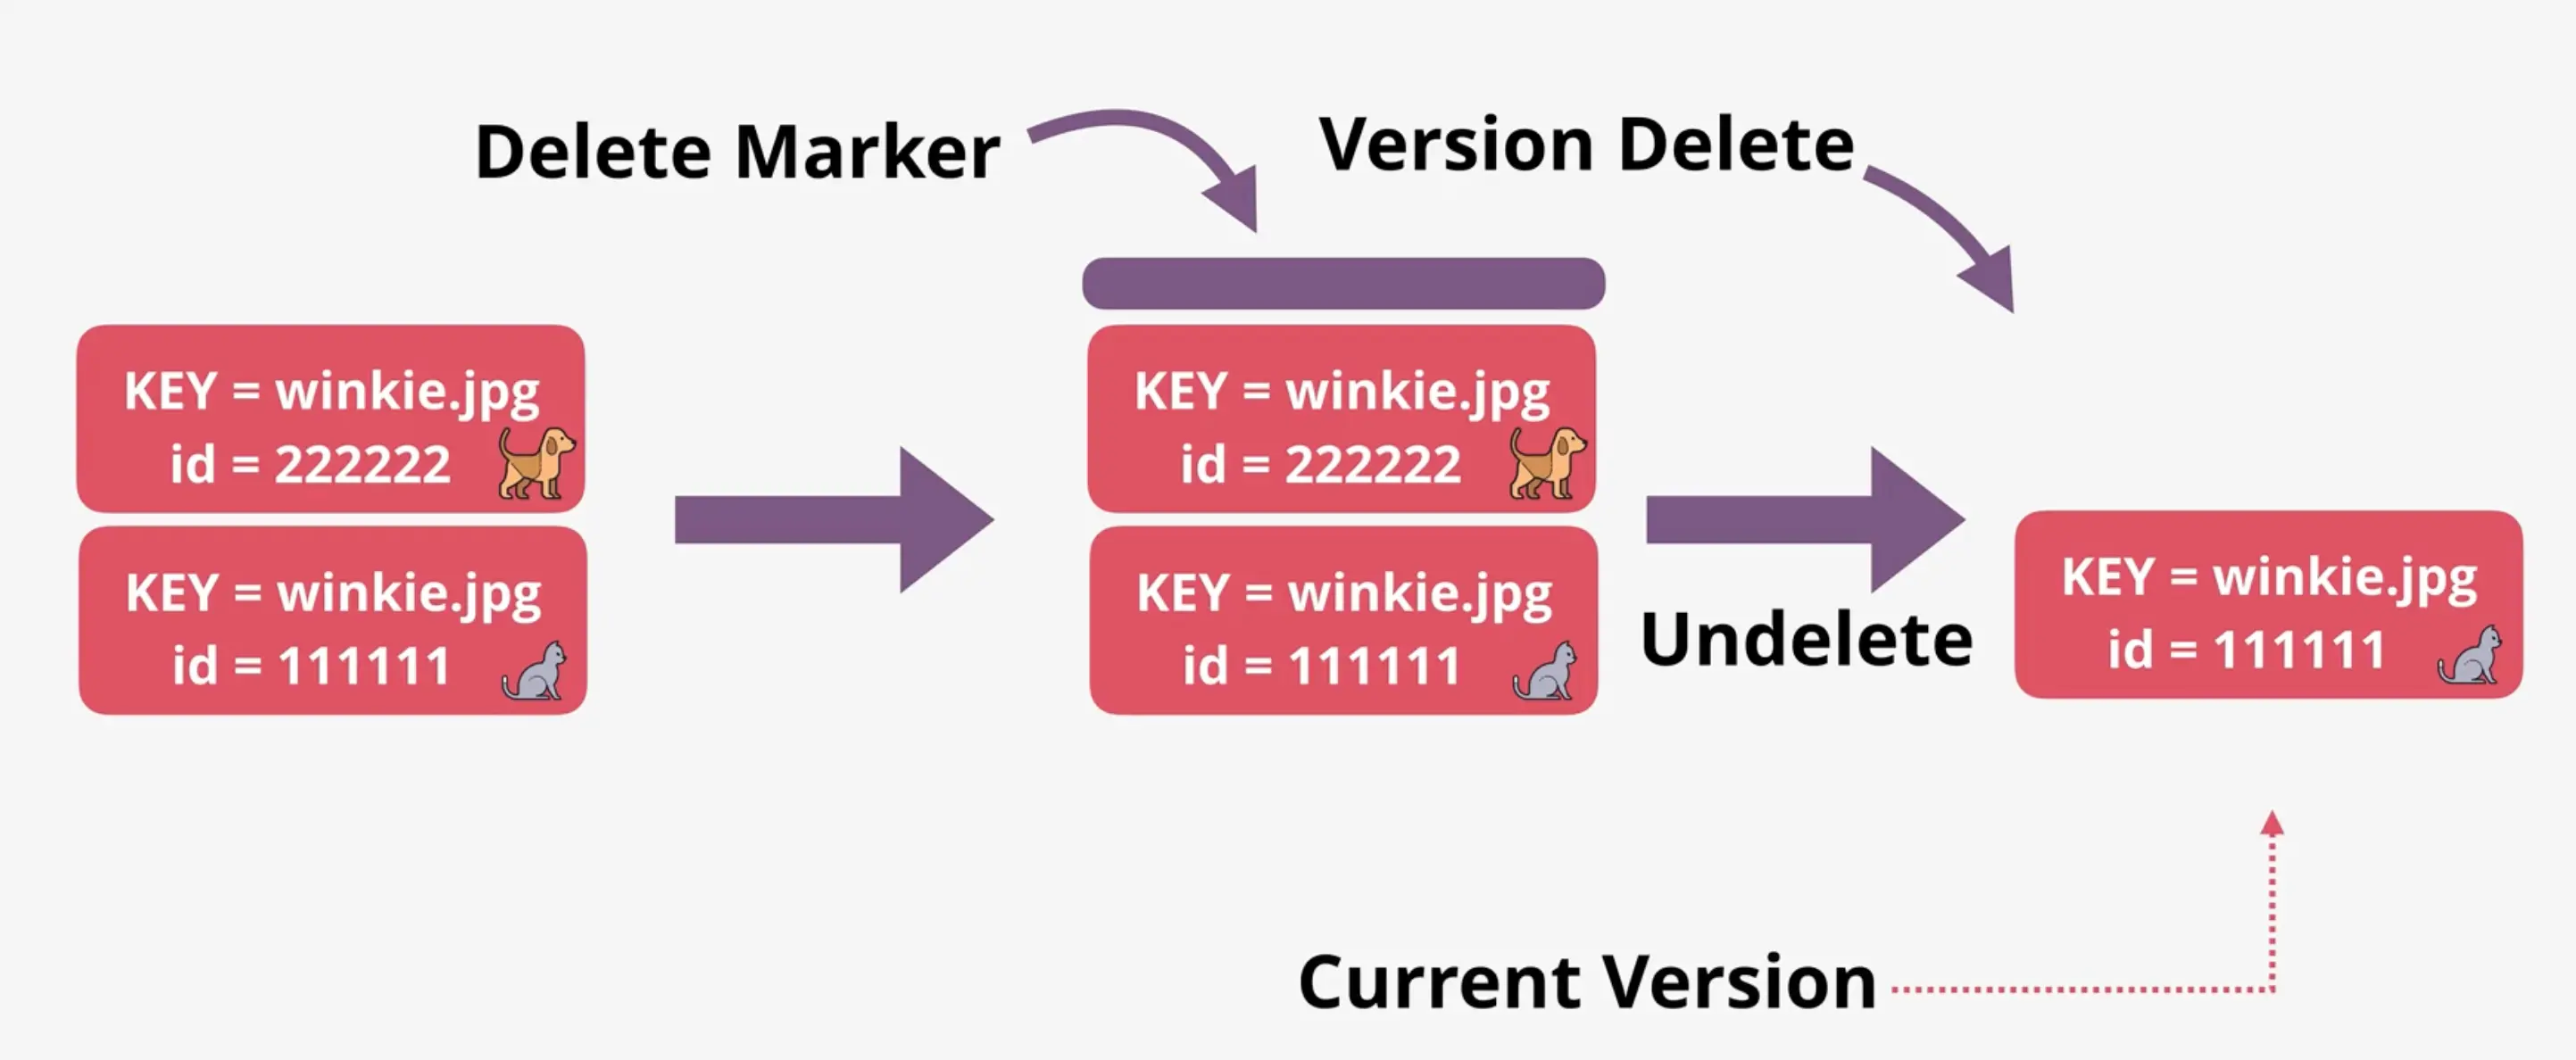 Delete Marker
Version Delete
KEY = winkie.jpg
id = 222222
KEY = winkie.jpg
id = 111111
KEY = winkie.jpg
id = 222222
KEY = winkie.jpg
id = 111111
Undelete
KEY = winkie.jpg
id = 111111
Current Version